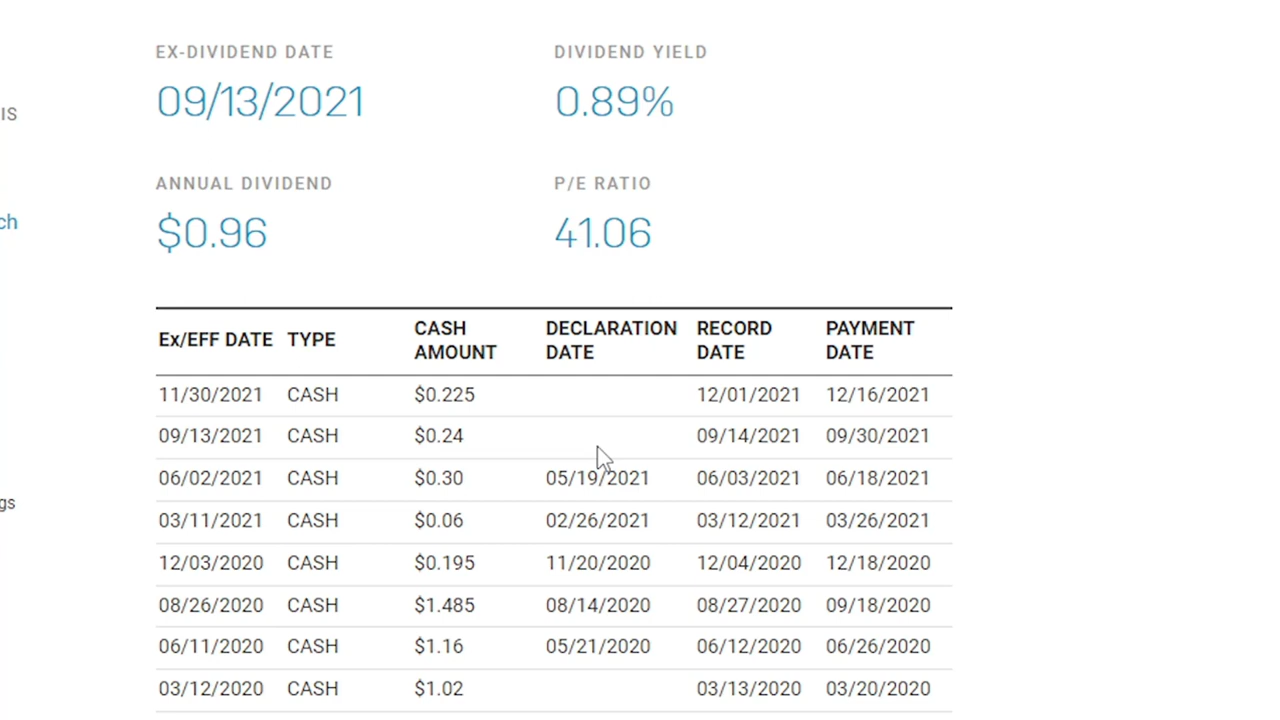 EX-DIVIDEND DATE
DIVIDEND YIELD
09/13/2021
0.89%
IS
ANNUAL DIVIDEND
P/E RATIO
$0.96
41.06
ch
Ex/EFF DATE TYPE CASH AMOUNT DECLARATION DATE RECORD DATE PAYMENT DATE
11/30/2021 CASH $0.225 12/01/2021 12/16/2021
09/13/2021 CASH $0.24 09/14/2021 09/30/2021
06/02/2021 CASH $0.30 05/19/2021 06/03/2021 06/18/2021
gs
03/11/2021 CASH $0.06 02/26/2021 03/12/2021 03/26/2021
12/03/2020 CASH $0.195 11/20/2020 12/04/2020 12/18/2020
08/26/2020 CASH $1.485 08/14/2020 08/27/2020 09/18/2020
06/11/2020 CASH $1.16 05/21/2020 06/12/2020 06/26/2020
03/12/2020 CASH $1.02 03/13/2020 03/20/2020